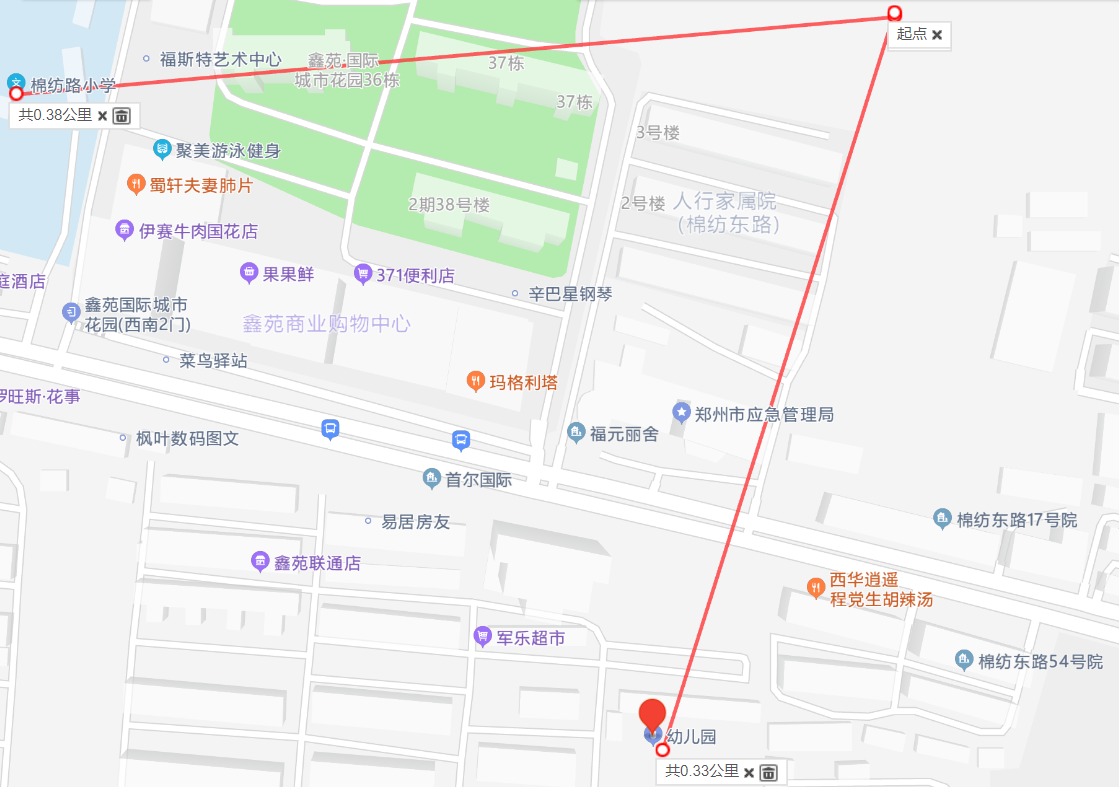 起点
福斯特艺术中心
鑫苑·国际
城市花园36栋
37栋
棉纺路小学
37栋
共0.38公里
3号楼
聚美游泳健身
蜀轩夫妻肺片
2期38号楼
2号楼
人行家属院
(棉纺东路)
伊赛牛肉国花店
庭酒店
果果鲜
371便利店
辛巴星钢琴
鑫苑国际城市
花园(西南2门)
鑫苑商业购物中心
菜鸟驿站
玛格利塔
罗旺斯·花事
郑州市应急管理局
枫叶数码图文
福元丽舍
首尔国际
易居房友
棉纺东路17号院
鑫苑联通店
西华逍遥
程党生胡辣汤
军乐超市
棉纺东路54号院
幼儿园
共0.33公里